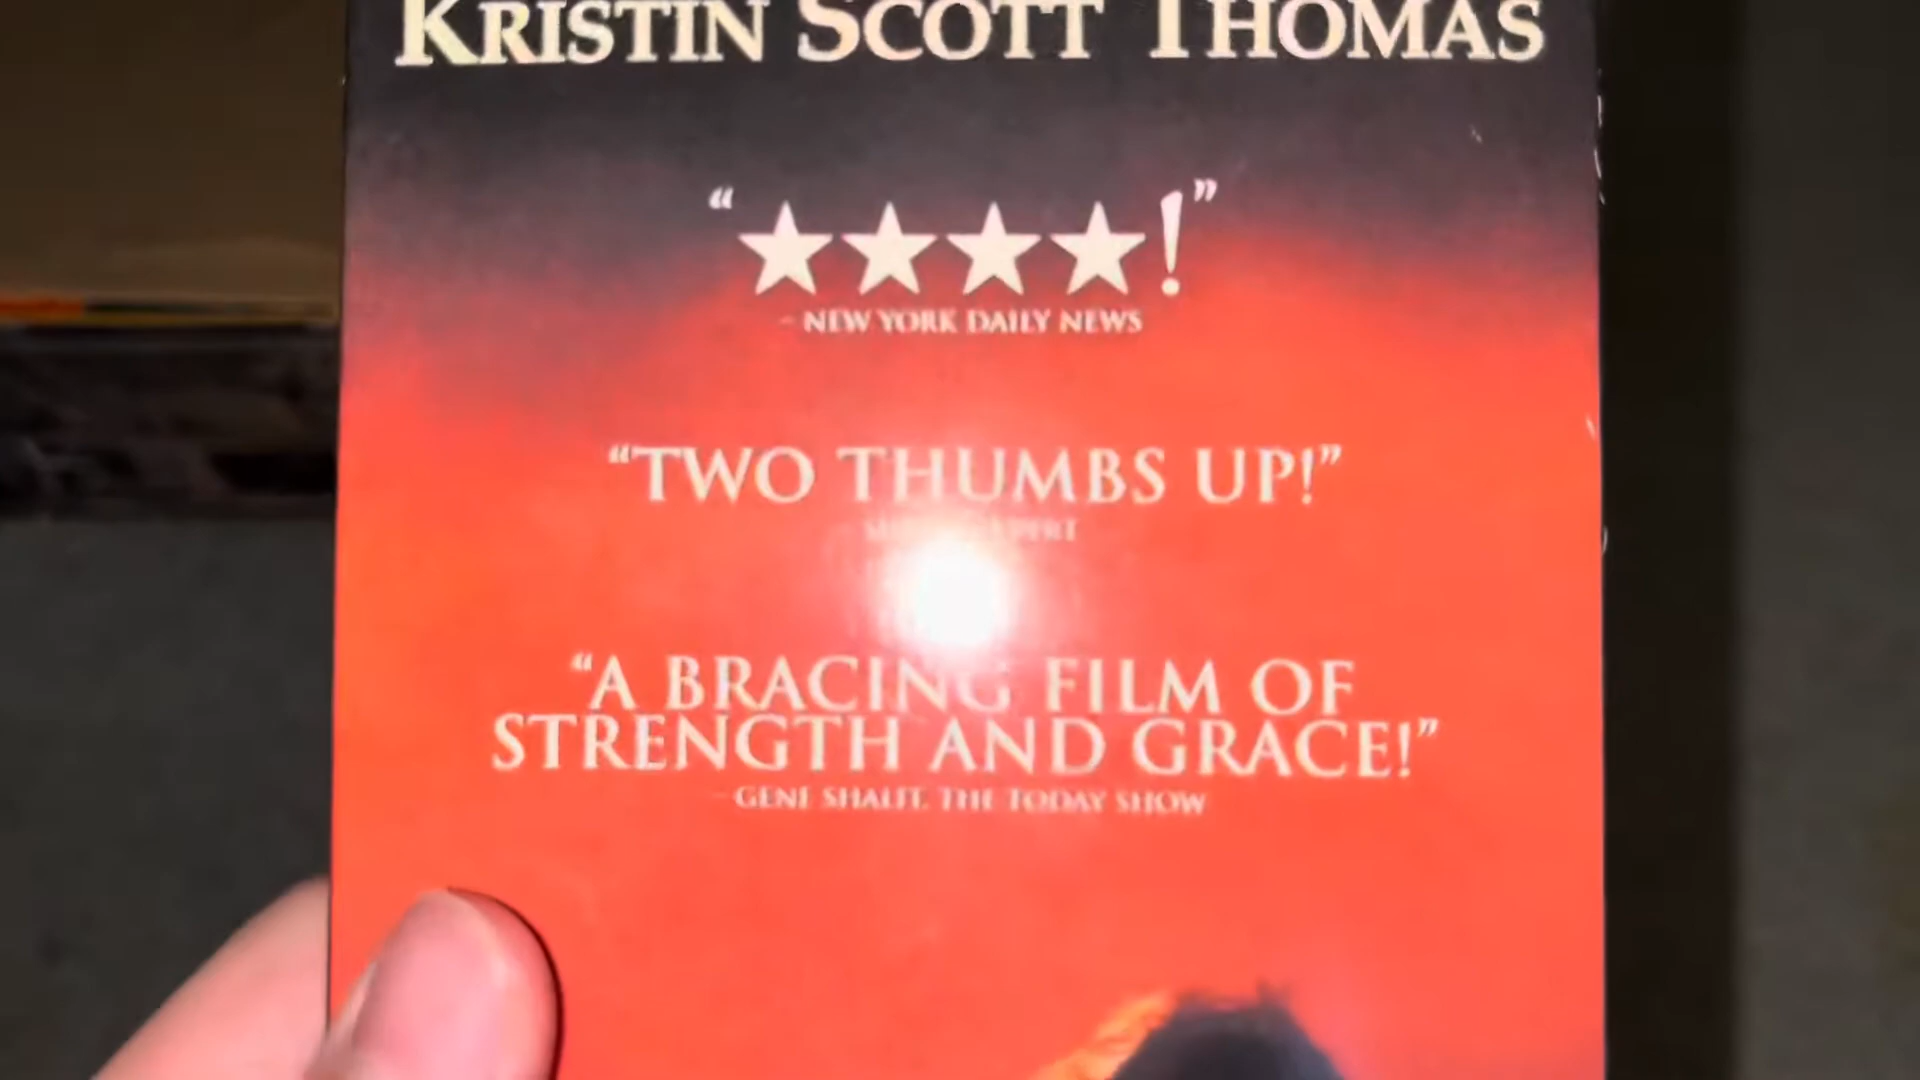 KRISTIN SCOTT THOMAS
“★★★★!”
- NEW YORK DAILY NEWS
“TWO THUMBS UP!”
“A BRACING FILM OF
STRENGTH AND GRACE!”
- GENE SHALIT, THE TODAY SHOW